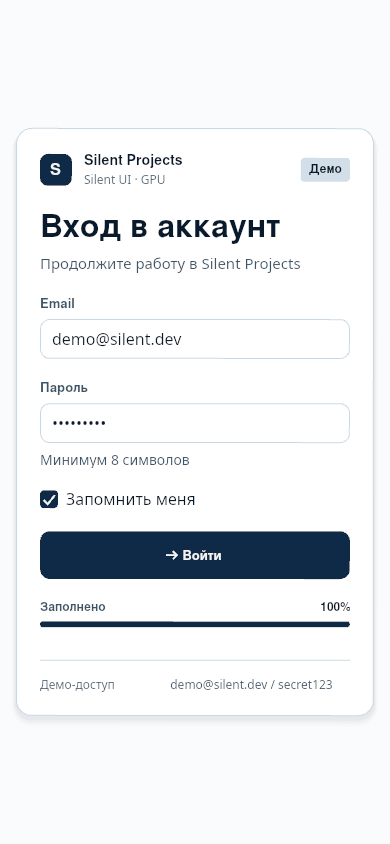 S
Silent Projects
Silent UI · GPU
Демо
Вход в аккаунт
Продолжите работу в Silent Projects
Email
demo@silent.dev
Пароль
•••••••••
Минимум 8 символов
Запомнить меня
→ Войти
Заполнено 100%
Демо-доступ demo@silent.dev / secret123